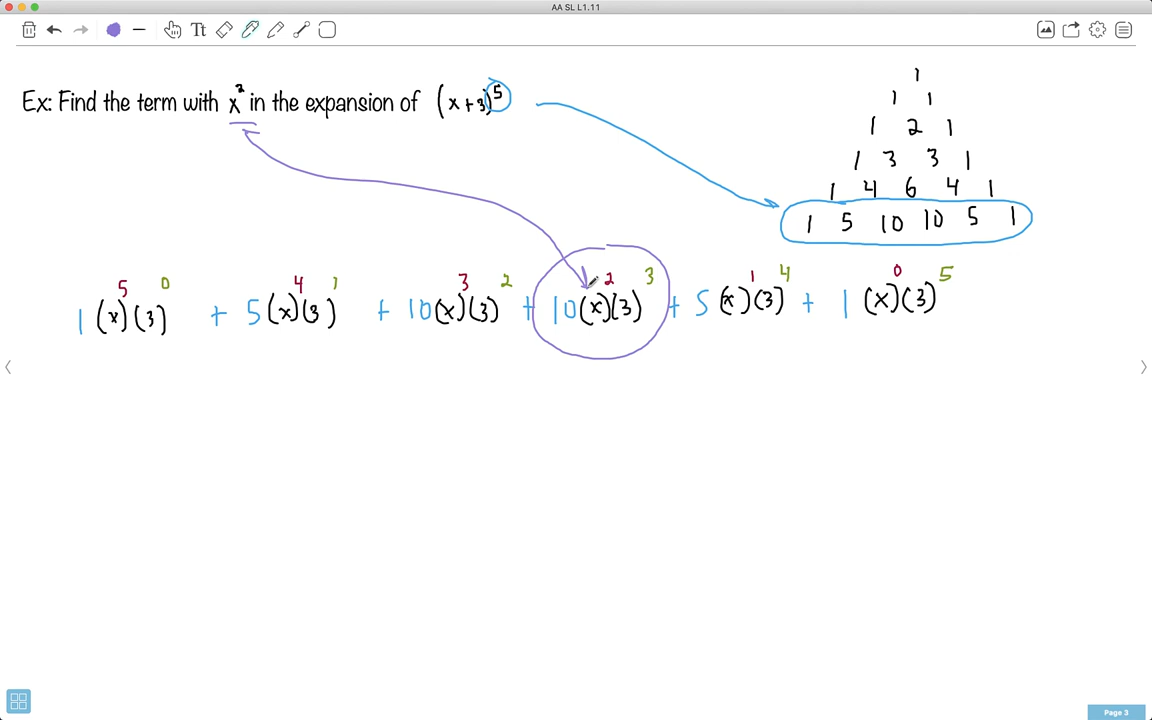 AA SL L1.11
Tt
Ex: Find the term with x² in the expansion of (x+3)⁵
1
1 1
1 2 1
1 3 3 1
1 4 6 4 1
1 5 10 10 5 1
1(x)⁵(3)⁰ + 5(x)⁴(3)¹ + 10(x)³(3)² + 10(x)²(3)³ + 5(x)¹(3)⁴ + 1(x)⁰(3)⁵
Page 3